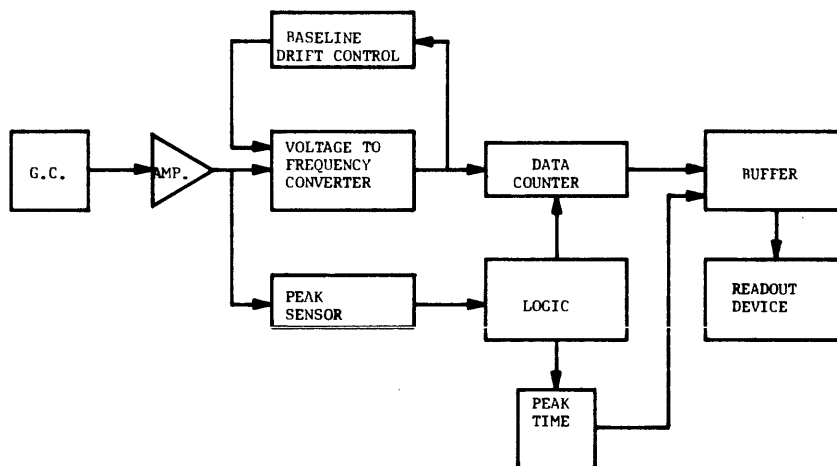 BASELINE
DRIFT CONTROL
G.C.
AMP.
VOLTAGE TO
FREQUENCY
CONVERTER
DATA
COUNTER
BUFFER
PEAK
SENSOR
LOGIC
READOUT
DEVICE
PEAK
TIME